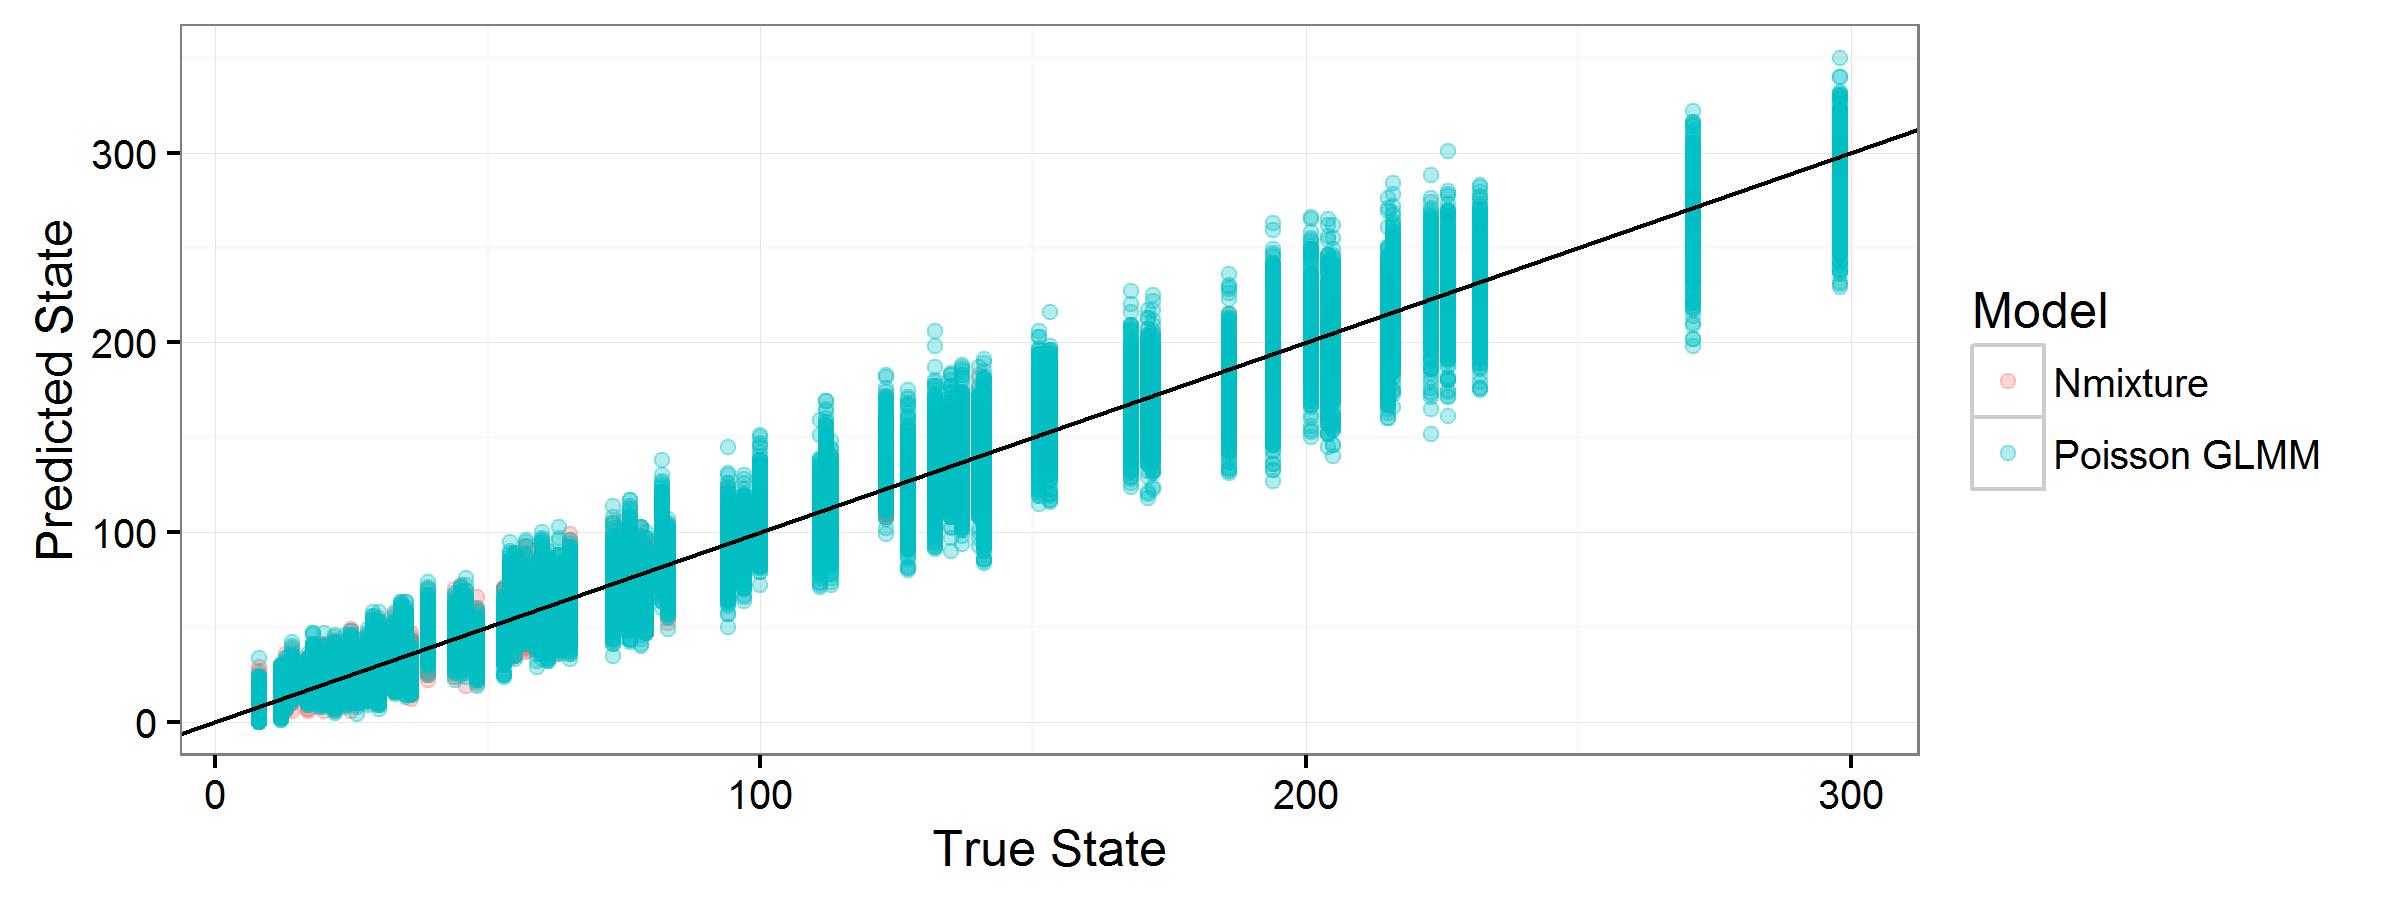 Predicted State
300
200
100
0
0 100 200 300
True State
Model
Nmixture
Poisson GLMM